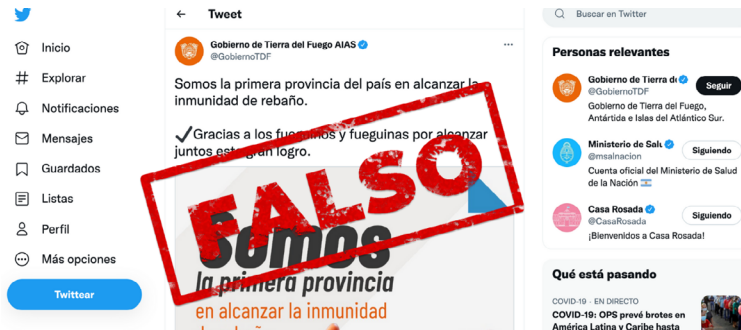 Inicio
Explorar
Notificaciones
Mensajes
Guardados
Listas
Perfil
Más opciones
Twittear
Tweet
Gobierno de Tierra del Fuego AIAS
@GobiernoTDF
Somos la primera provincia del país en alcanzar la
inmunidad de rebaño.
Gracias a los fueguinos y fueguinas por alcanzar
juntos este gran logro.
FALSO
Somos
la primera provincia
en alcanzar la inmunidad
Buscar en Twitter
Personas relevantes
Gobierno de Tierra de
@GobiernoTDF
Seguir
Gobierno de Tierra del Fuego,
Antártida e Islas del Atlántico Sur.
Ministerio de Salu
@msalnacion
Siguiendo
Cuenta oficial del Ministerio de Salud
de la Nación
Casa Rosada
@CasaRosada
Siguiendo
¡Bienvenidos a Casa Rosada!
Qué está pasando
COVID-19 · EN DIRECTO
COVID-19: OPS prevé brotes en
América Latina y Caribe hasta